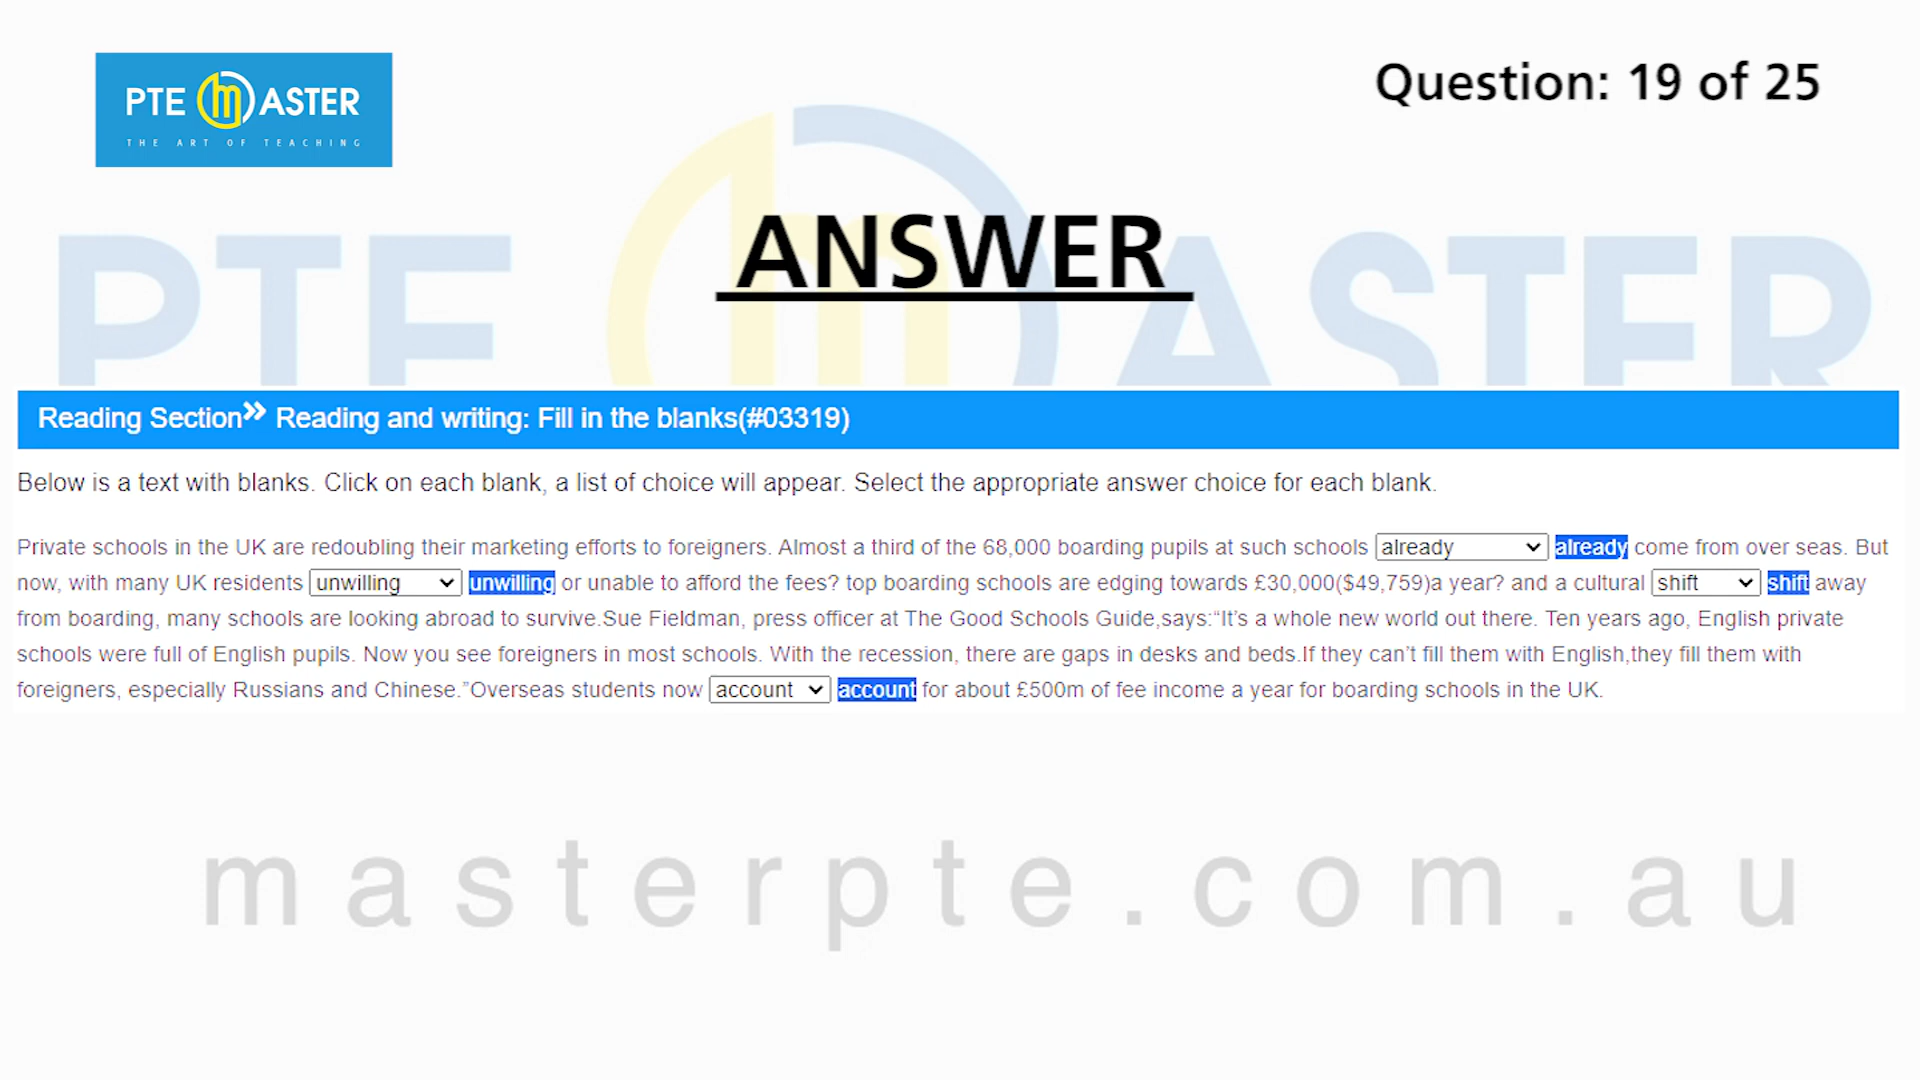 PTE MASTER
THE ART OF TEACHING
Question: 19 of 25
PTE MASTER
ANSWER
Reading Section» Reading and writing: Fill in the blanks(#03319)
Below is a text with blanks. Click on each blank, a list of choice will appear. Select the appropriate answer choice for each blank.
Private schools in the UK are redoubling their marketing efforts to foreigners. Almost a third of the 68,000 boarding pupils at such schools already already come from over seas. But
now, with many UK residents unwilling unwilling or unable to afford the fees? top boarding schools are edging towards £30,000($49,759)a year? and a cultural shift shift away
from boarding, many schools are looking abroad to survive.Sue Fieldman, press officer at The Good Schools Guide,says:“It’s a whole new world out there. Ten years ago, English private
schools were full of English pupils. Now you see foreigners in most schools. With the recession, there are gaps in desks and beds.If they can’t fill them with English,they fill them with
foreigners, especially Russians and Chinese.”Overseas students now account account for about £500m of fee income a year for boarding schools in the UK.
masterpte.com.au